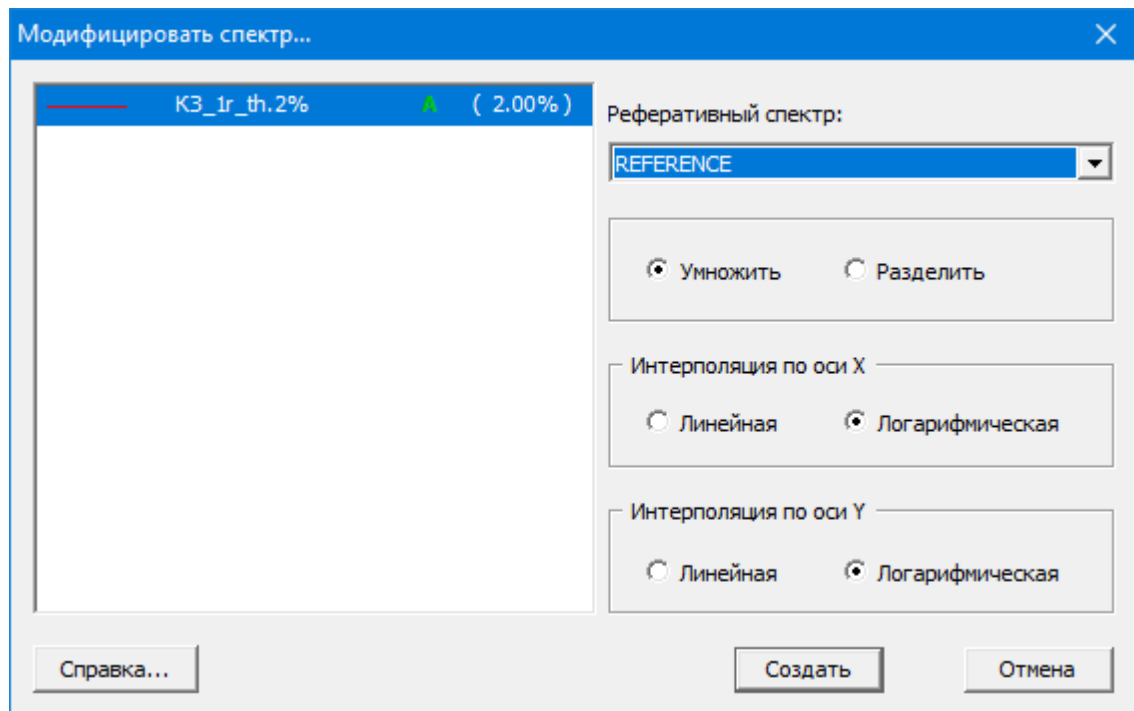 Модифицировать спектр...
К3_1r_th.2% A ( 2.00% )
Реферативный спектр:
REFERENCE
Умножить Разделить
Интерполяция по оси X
Линейная Логарифмическая
Интерполяция по оси Y
Линейная Логарифмическая
Справка... Создать Отмена